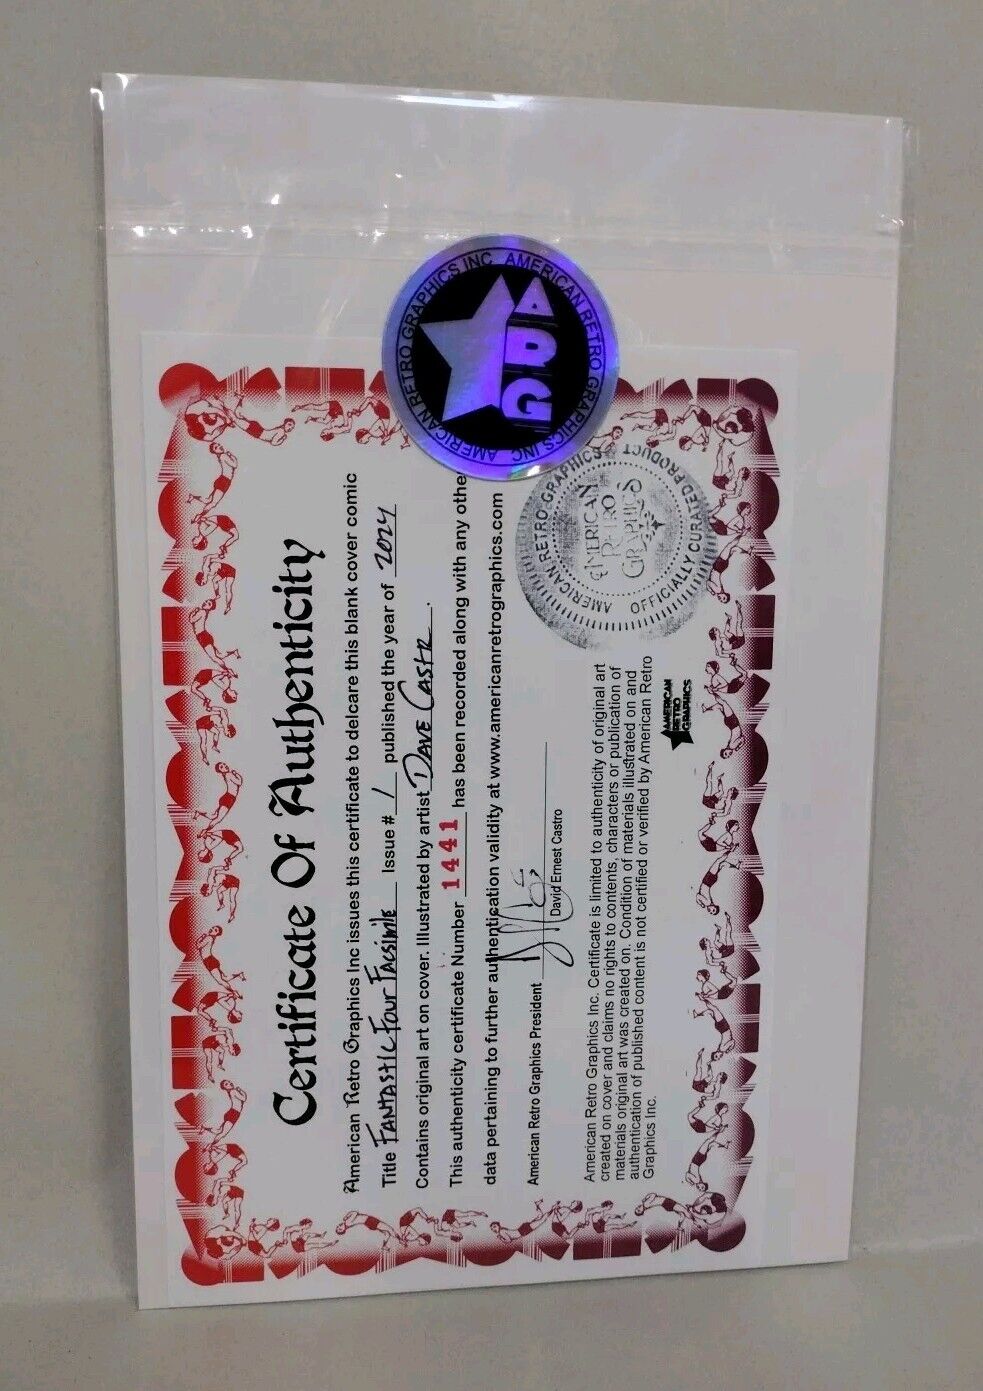 Certificate Of Authenticity
American Retro Graphics Inc issues this certificate to delcare this blank cover comic
Title FANTASTIC FOUR FACSIMILE Issue # 1 published the year of 2024
Contains original art on cover. Illustrated by artist DAVE CASTR.
This authenticity certificate Number 1441 has been recorded along with any othe
data pertaining to further authentication validity at www.americanretrographics.com
American Retro Graphics President
David Ernest Castro
American Retro Graphics Inc. Certificate is limited to authenticity of original art
created on cover and claims no rights to contents, characters or publication of
materials original art was created on. Condition of materials illustrated on and
authentication of published content is not certified or verified by American Retro
Graphics Inc.
AMERICAN
RETRO
GRAPHICS
AMERICAN RETRO GRAPHICS INC AMERICAN RETRO GRAPHICS INC
ARG
AMERICAN RETRO-GRAPHICS
OFFICIALLY CURATED PRODUCT
AMERICAN
RETRO
GRAPHICS